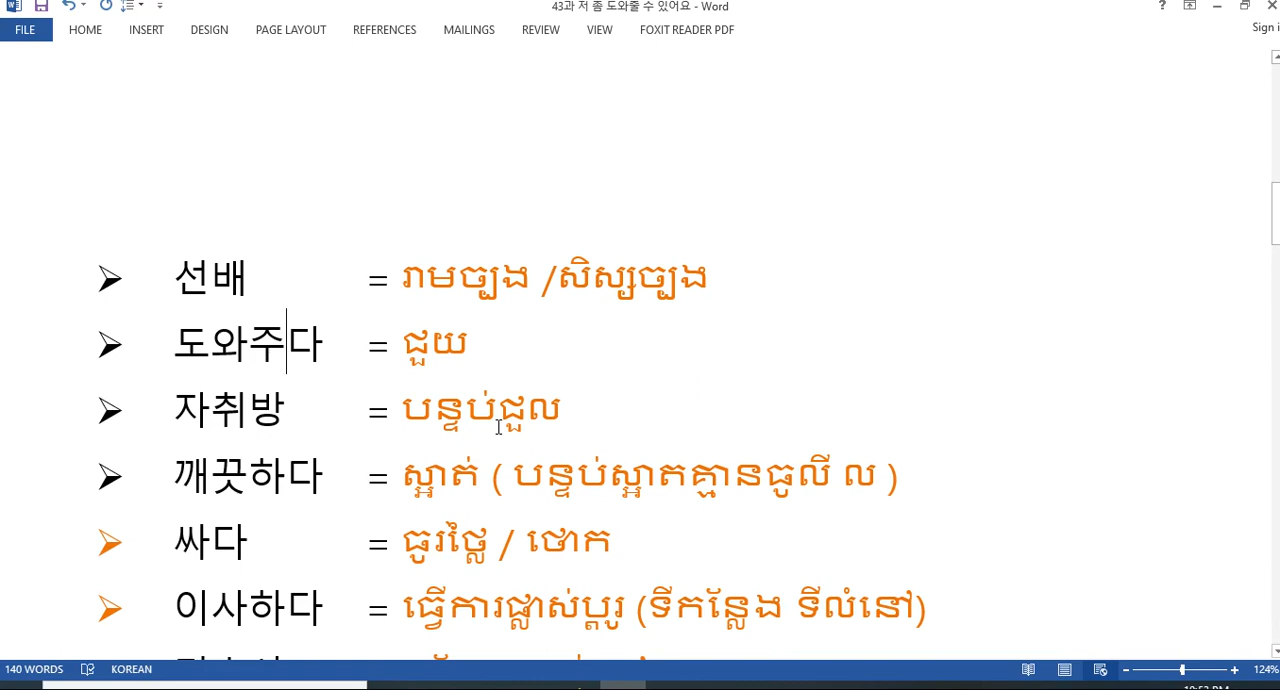 43과 저 좀 도와줄 수 있어요 - Word
FILE HOME INSERT DESIGN PAGE LAYOUT REFERENCES MAILINGS REVIEW VIEW FOXIT READER PDF
Sign i
➢ 선배 = រាមច្បង /សិស្សច្បង
➢ 도와주다 = ជួយ
➢ 자취방 = បន្ទប់ជួល
➢ 깨끗하다 = ស្អាត់ ( បន្ទប់ស្អាតគ្មានធូលី ល )
➢ 싸다 = ធូរថ្លៃ / ថោក
➢ 이사하다 = ធ្វើការផ្លាស់ប្តូរ (ទីកន្លែង ទីលំនៅ)
140 WORDS KOREAN 124%